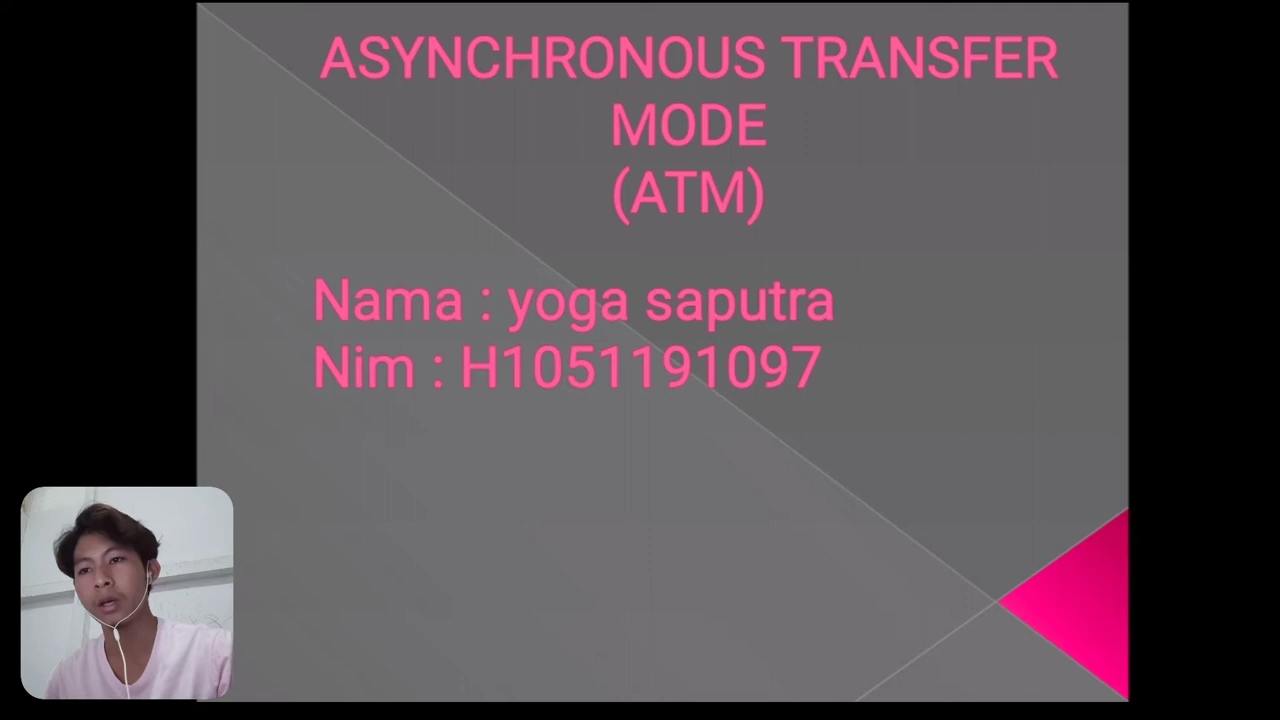 ASYNCHRONOUS TRANSFER
MODE
(ATM)
Nama : yoga saputra
Nim : H1051191097